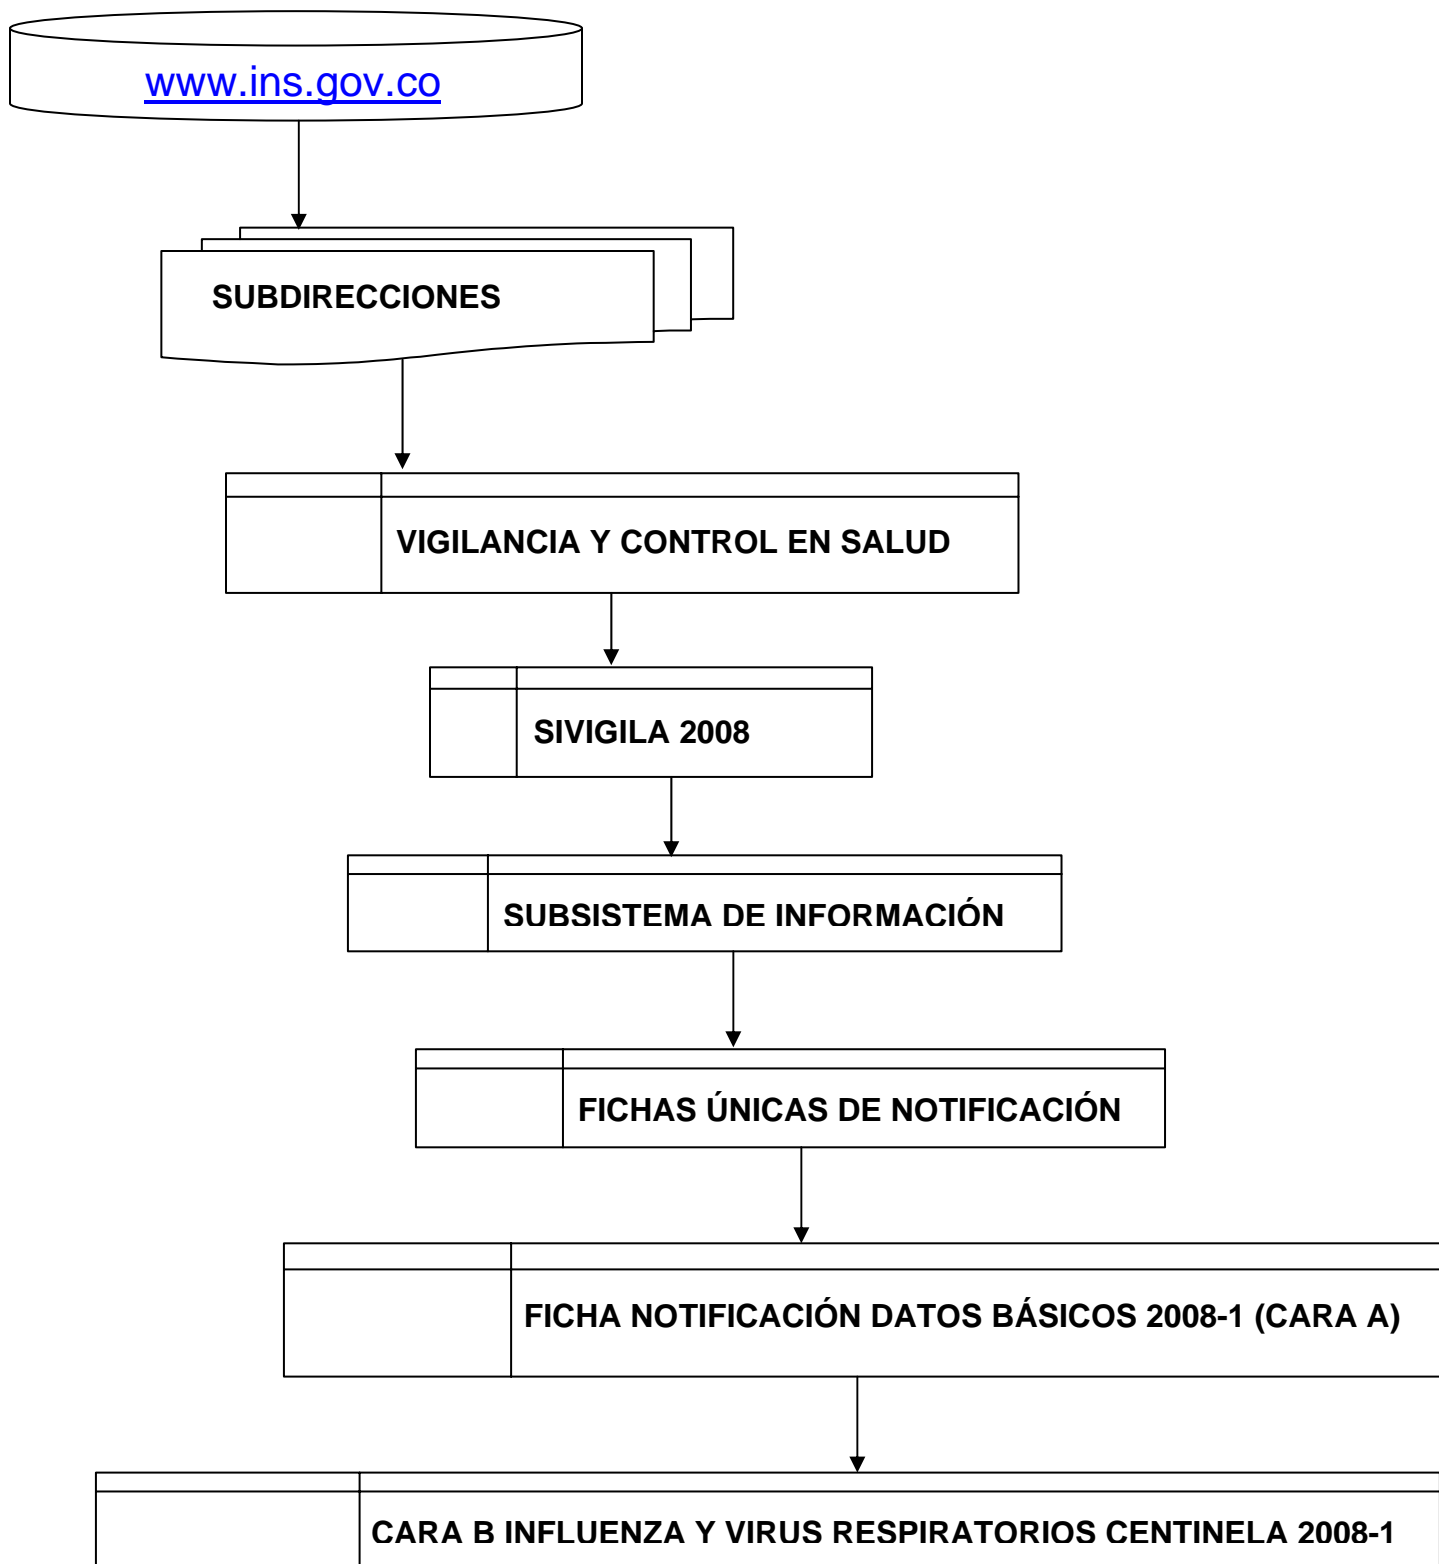 www.ins.gov.co
SUBDIRECCIONES
VIGILANCIA Y CONTROL EN SALUD
SIVIGILA 2008
SUBSISTEMA DE INFORMACIÓN
FICHAS ÚNICAS DE NOTIFICACIÓN
FICHA NOTIFICACIÓN DATOS BÁSICOS 2008-1 (CARA A)
CARA B INFLUENZA Y VIRUS RESPIRATORIOS CENTINELA 2008-1